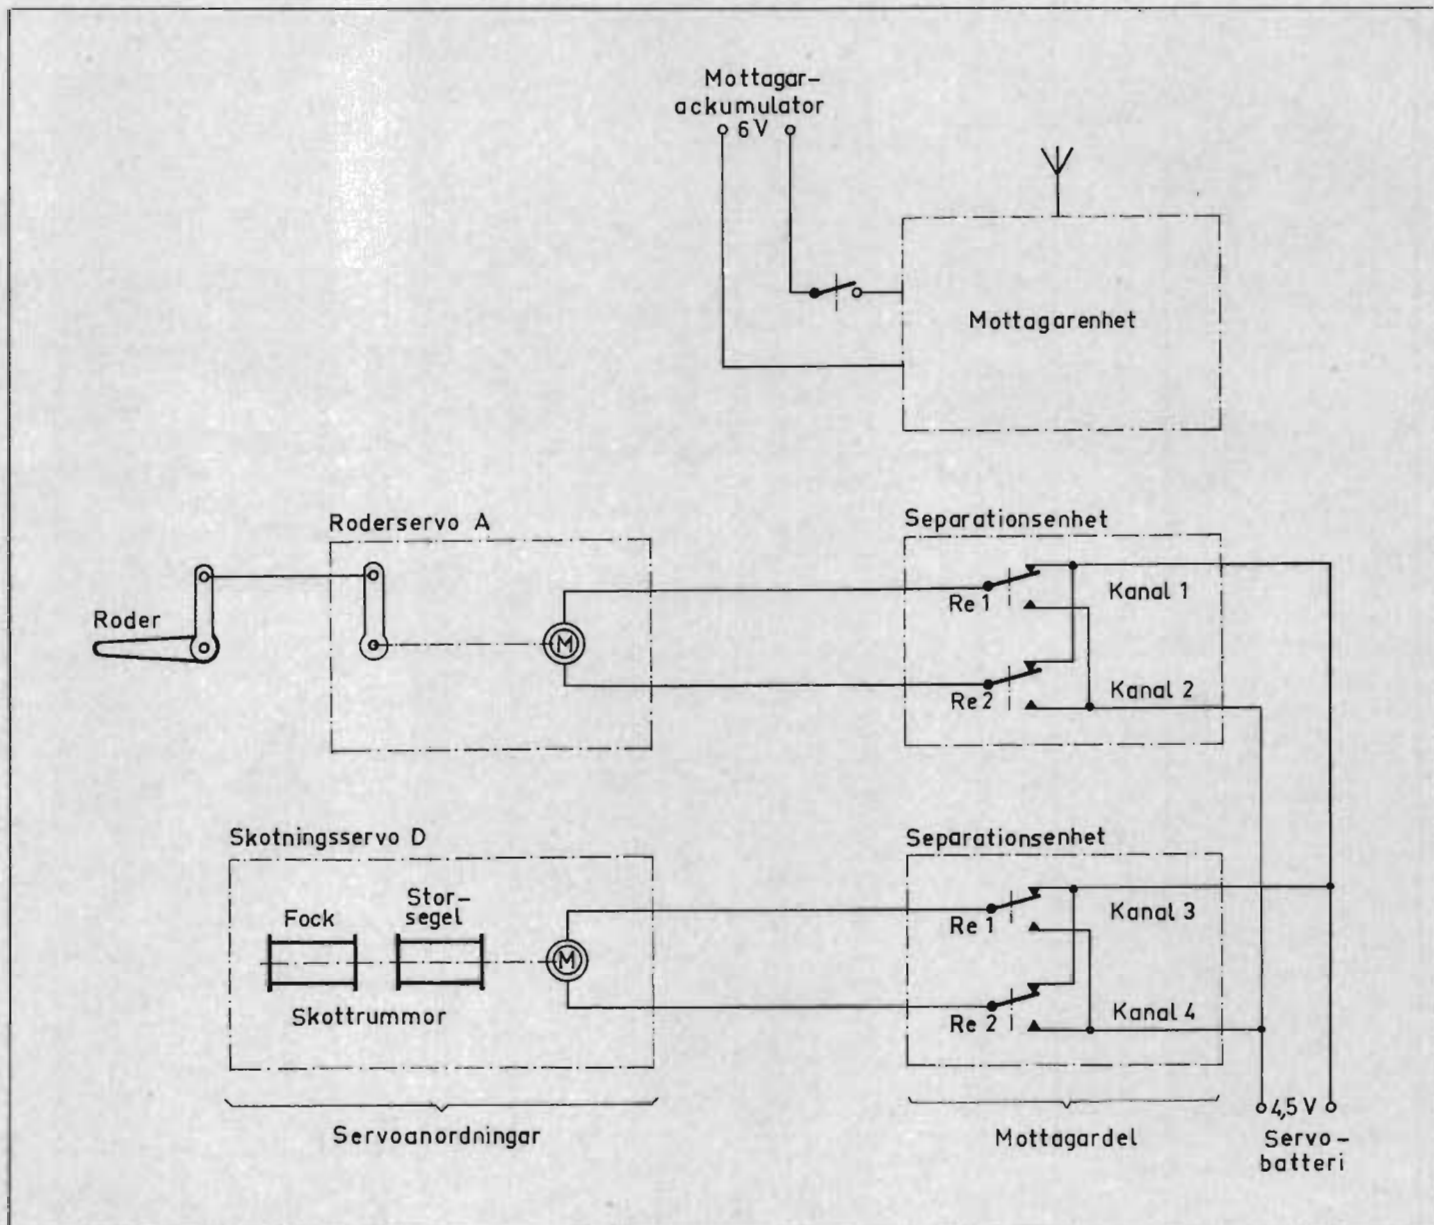 Mottagar-
ackumulator
6V
Mottagarenhet
Roderservo A
Separationsenhet
Roder
M
Re 1
Kanal 1
Re 2
Kanal 2
Skotningsservo D
Separationsenhet
Fock
Stor-
segel
M
Re 1
Kanal 3
Skottrummor
Re 2
Kanal 4
Servoanordningar
Mottagardel
4,5 V
Servo-
batteri